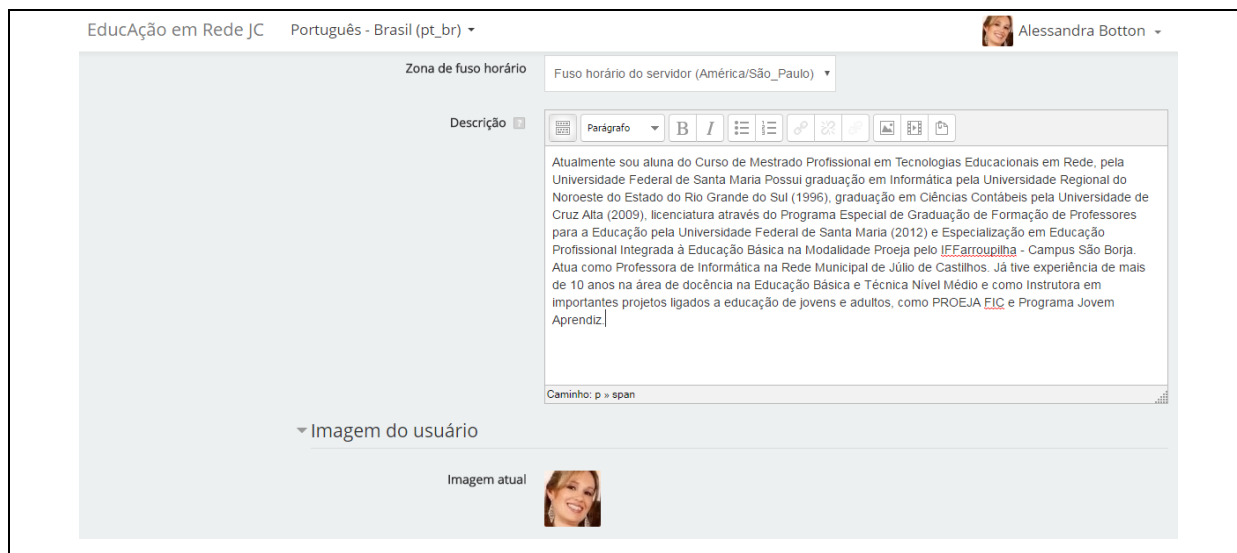 EducAção em Rede JC Português - Brasil (pt_br) Alessandra Botton
Zona de fuso horário Fuso horário do servidor (América/São_Paulo)
Descrição ? Parágrafo B I
Atualmente sou aluna do Curso de Mestrado Profissional em Tecnologias Educacionais em Rede, pela
Universidade Federal de Santa Maria Possui graduação em Informática pela Universidade Regional do
Noroeste do Estado do Rio Grande do Sul (1996), graduação em Ciências Contábeis pela Universidade de
Cruz Alta (2009), licenciatura através do Programa Especial de Graduação de Formação de Professores
para a Educação pela Universidade Federal de Santa Maria (2012) e Especialização em Educação
Profissional Integrada à Educação Básica na Modalidade Proeja pelo IFFarroupilha - Campus São Borja.
Atua como Professora de Informática na Rede Municipal de Júlio de Castilhos. Já tive experiência de mais
de 10 anos na área de docência na Educação Básica e Técnica Nível Médio e como Instrutora em
importantes projetos ligados a educação de jovens e adultos, como PROEJA FIC e Programa Jovem
Aprendiz.
Caminho: p » span
Imagem do usuário
Imagem atual